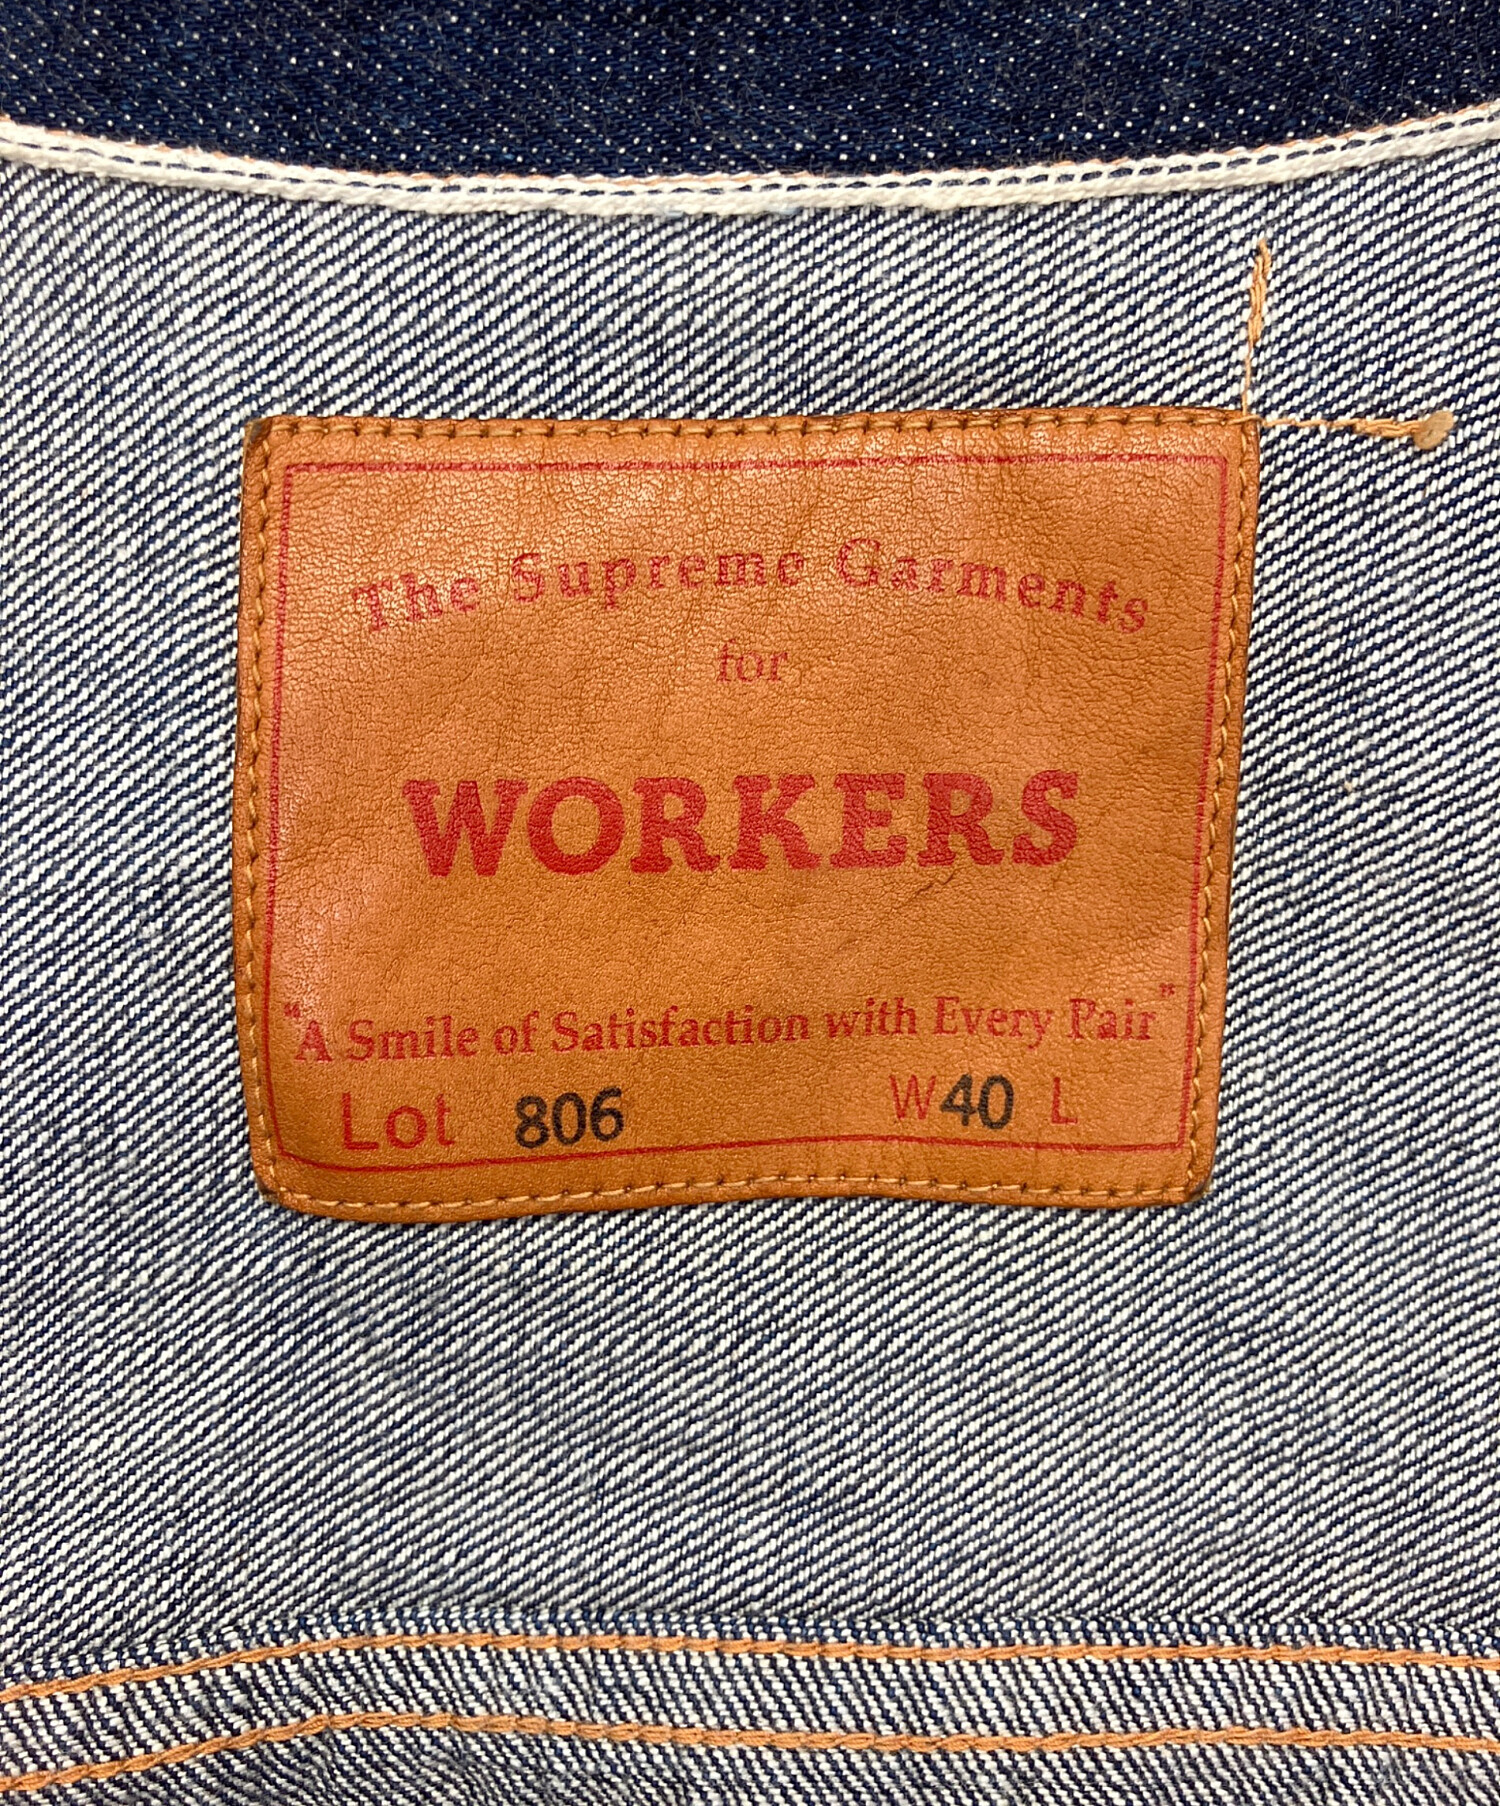 The Supreme Garments
for
WORKERS
"A Smile of Satisfaction with Every Pair"
Lot 806 W40 L